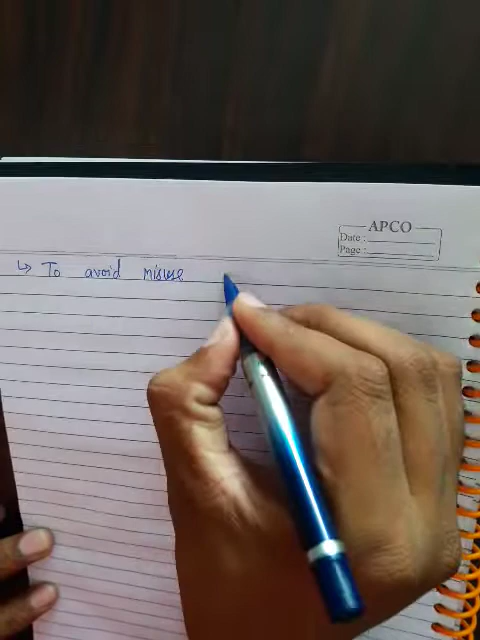 APCO
Date :
Page :
↳ To avoid misuse